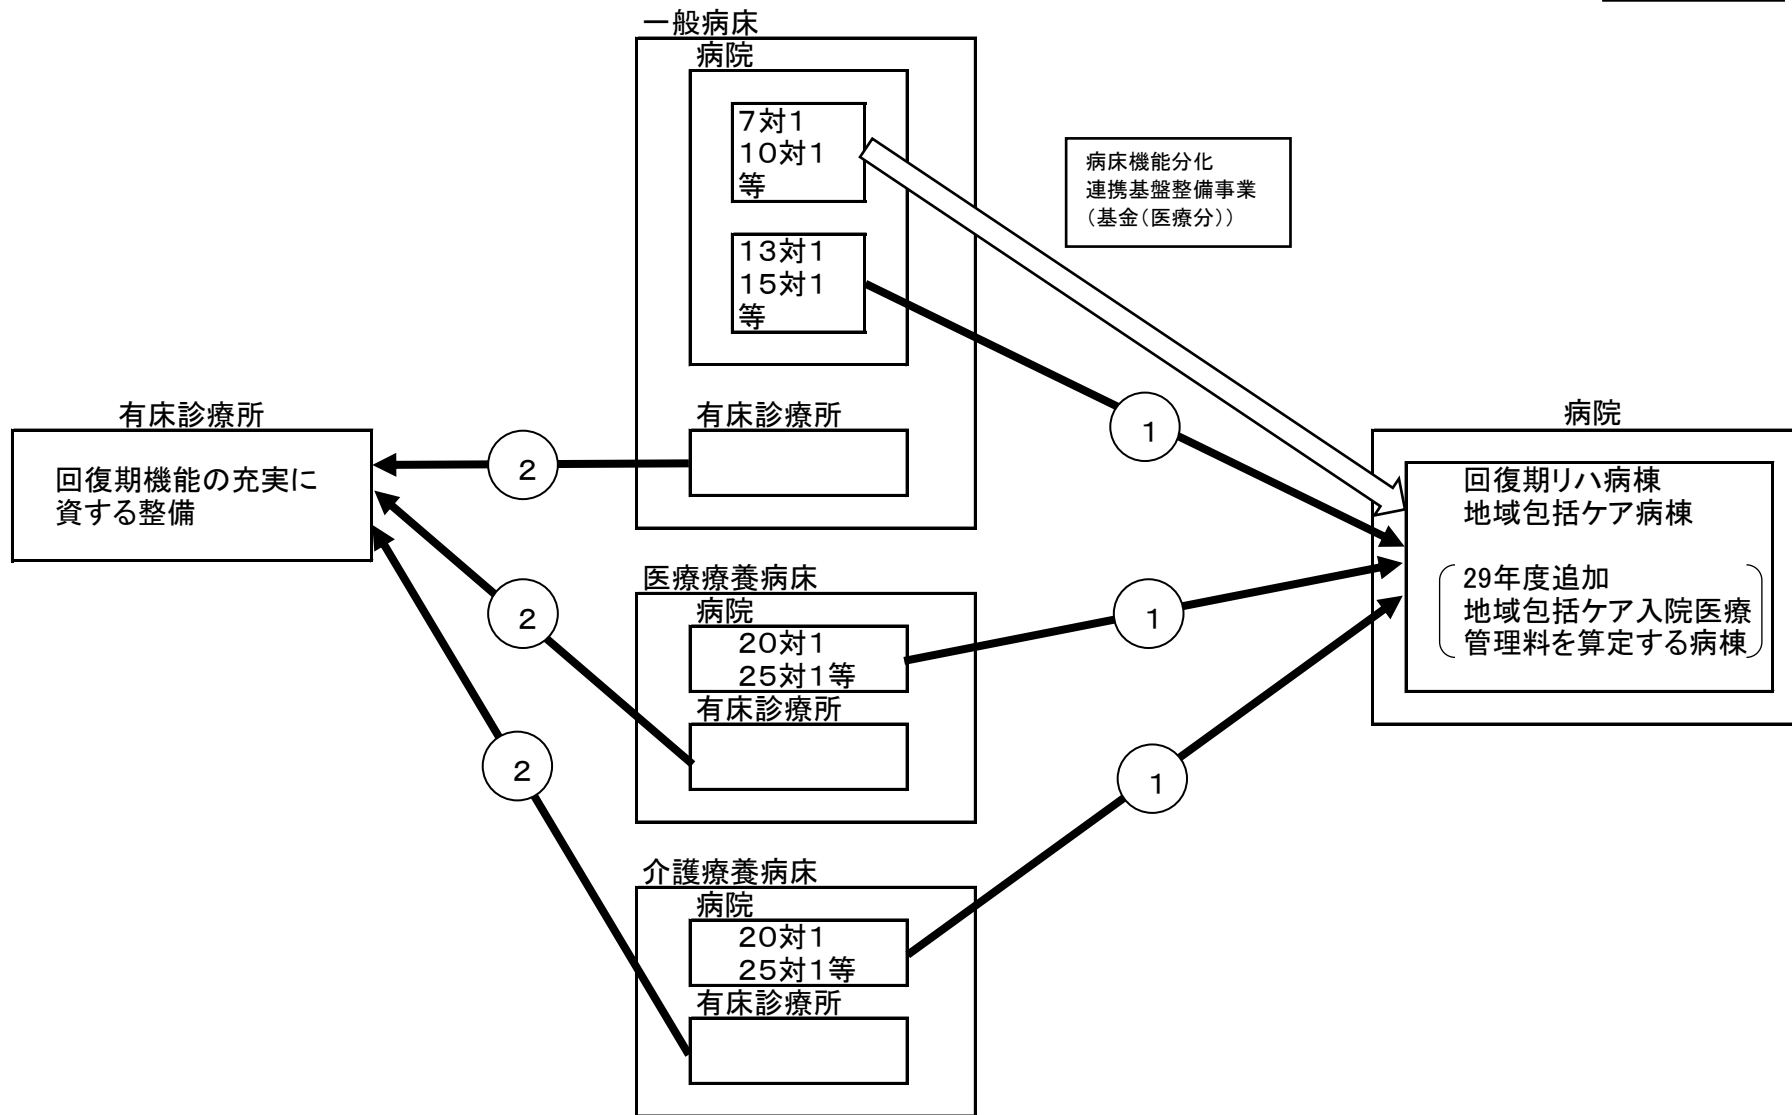 一般病床
病院
7対1
10対1
等
13対1
15対1
等
有床診療所
病床機能分化
連携基盤整備事業
(基金(医療分))
有床診療所
回復期機能の充実に
資する整備
2
2
2
医療療養病床
病院
20対1
25対1等
有床診療所
介護療養病床
病院
20対1
25対1等
有床診療所
1
1
1
病院
回復期リハ病棟
地域包括ケア病棟
29年度追加
地域包括ケア入院医療
管理料を算定する病棟